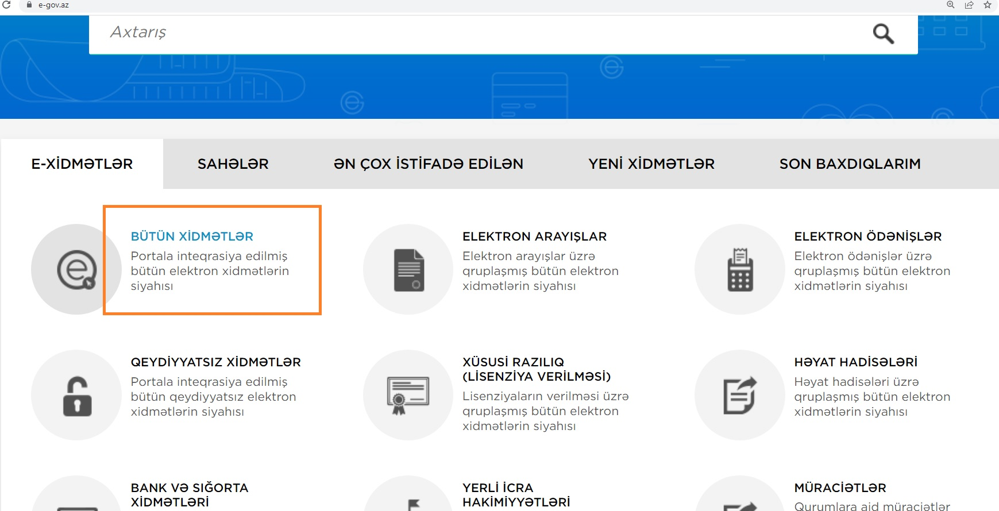 e-gov.az
Axtarış
E-XİDMƏTLƏR
SAHƏLƏR
ƏN ÇOX İSTİFADƏ EDİLƏN
YENİ XİDMƏTLƏR
SON BAXDIQLARIM
BÜTÜN XİDMƏTLƏR
Portala inteqrasiya edilmiş
bütün elektron xidmətlərin
siyahısı
ELEKTRON ARAYIŞLAR
Elektron arayışlar üzrə
qruplaşmış bütün elektron
xidmətlərin siyahısı
ELEKTRON ÖDƏNİŞLƏR
Elektron ödənişlər üzrə
qruplaşmış bütün elektron
xidmətlərin siyahısı
QEYDİYYATSIZ XİDMƏTLƏR
Portala inteqrasiya edilmiş
bütün qeydiyyatsız elektron
xidmətlərin siyahısı
XÜSUSİ RAZILIQ
(LİSENZİYA VERİLMƏSİ)
Lisenziyaların verilməsi üzrə
qruplaşmış bütün elektron
xidmətlərin siyahısı
HƏYAT HADİSƏLƏRİ
Həyat hadisələri üzrə
qruplaşmış bütün elektron
xidmətlərin siyahısı
BANK VƏ SIĞORTA
XİDMƏTLƏRİ
YERLİ İCRA
HAKİMİYYƏTLƏRİ
MÜRACİƏTLƏR
Qurumlara aid müraciətlər